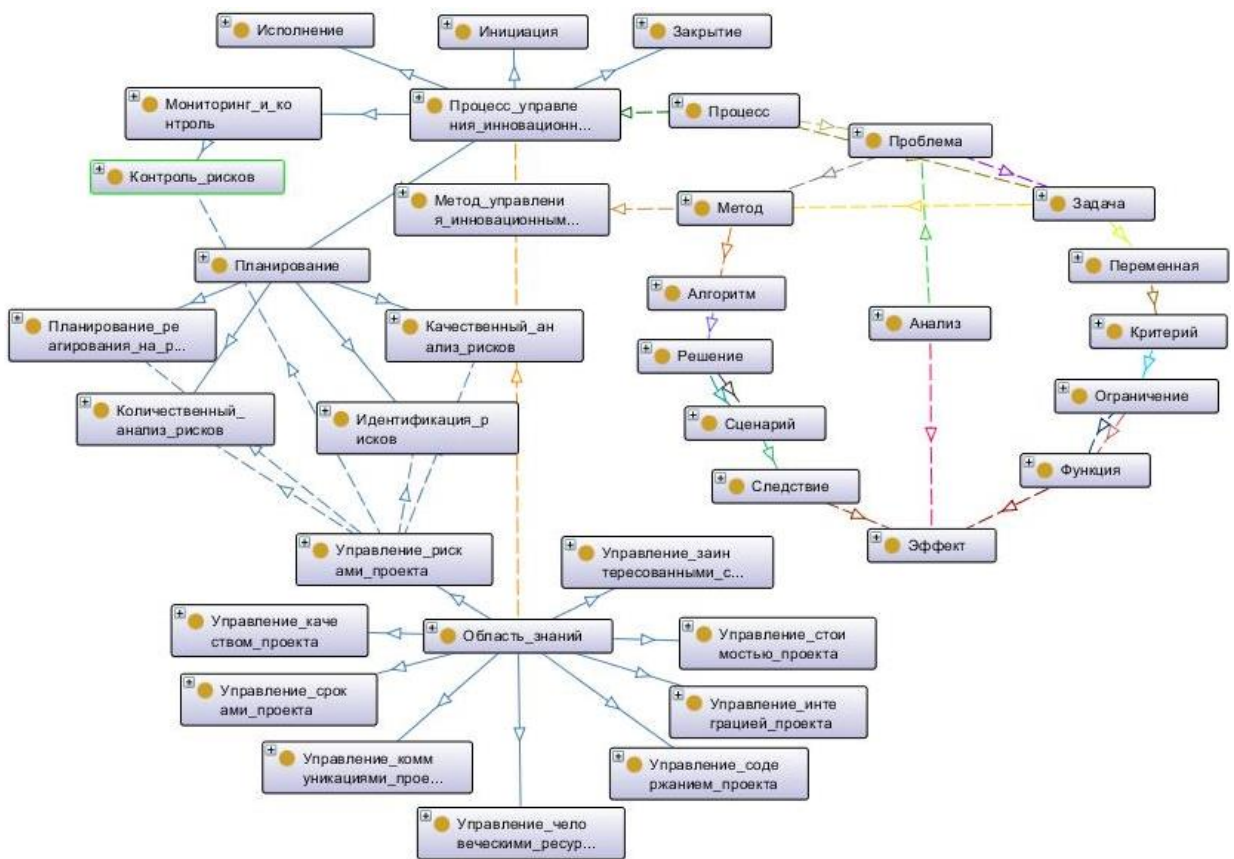 Исполнение
Инициация
Закрытие
Мониторинг_и_ко
нтроль
Процесс_управле
ния_инновационн...
Процесс
Проблема
Контроль_рисков
Метод_управлени
я_инновационным...
Метод
Задача
Планирование
Переменная
Алгоритм
Планирование_ре
агирования_на_р...
Качественный_ан
ализ_рисков
Анализ
Критерий
Решение
Количественный_
анализ_рисков
Идентификация_р
исков
Ограничение
Сценарий
Следствие
Функция
Управление_риск
ами_проекта
Управление_заин
тересованными_с...
Эффект
Управление_каче
ством_проекта
Область_знаний
Управление_стои
мостью_проекта
Управление_срок
ами_проекта
Управление_инте
грацией_проекта
Управление_комм
уникациями_прое...
Управление_соде
ржанием_проекта
Управление_чело
веческими_ресур...